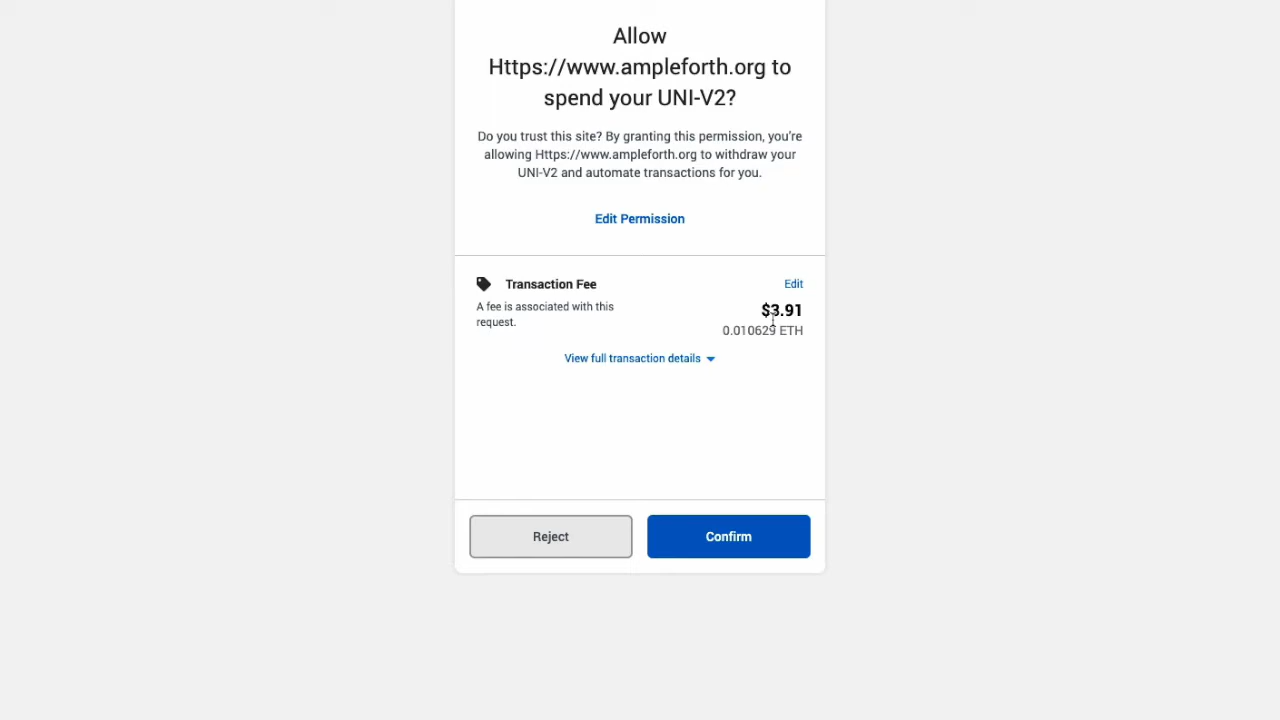 Allow
Https://www.ampleforth.org to
spend your UNI-V2?
Do you trust this site? By granting this permission, you're
allowing Https://www.ampleforth.org to withdraw your
UNI-V2 and automate transactions for you.
Edit Permission
Transaction Fee
Edit
A fee is associated with this
request.
$3.91
0.010629 ETH
View full transaction details
Reject
Confirm